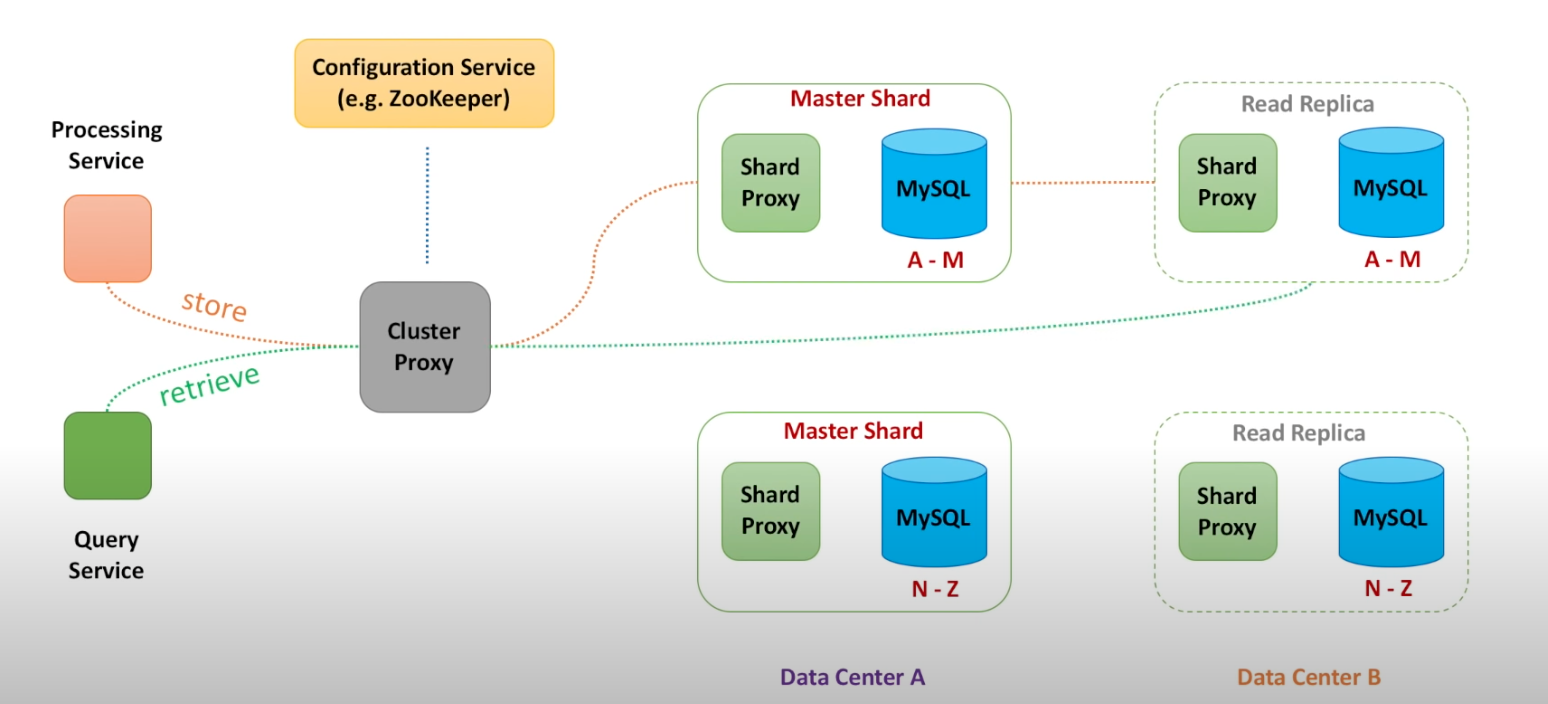 Configuration Service
(e.g. ZooKeeper)
Processing
Service
store
retrieve
Query
Service
Cluster
Proxy
Master Shard
Shard
Proxy
MySQL
A - M
Read Replica
Shard
Proxy
MySQL
A - M
Master Shard
Shard
Proxy
MySQL
N - Z
Read Replica
Shard
Proxy
MySQL
N - Z
Data Center A
Data Center B